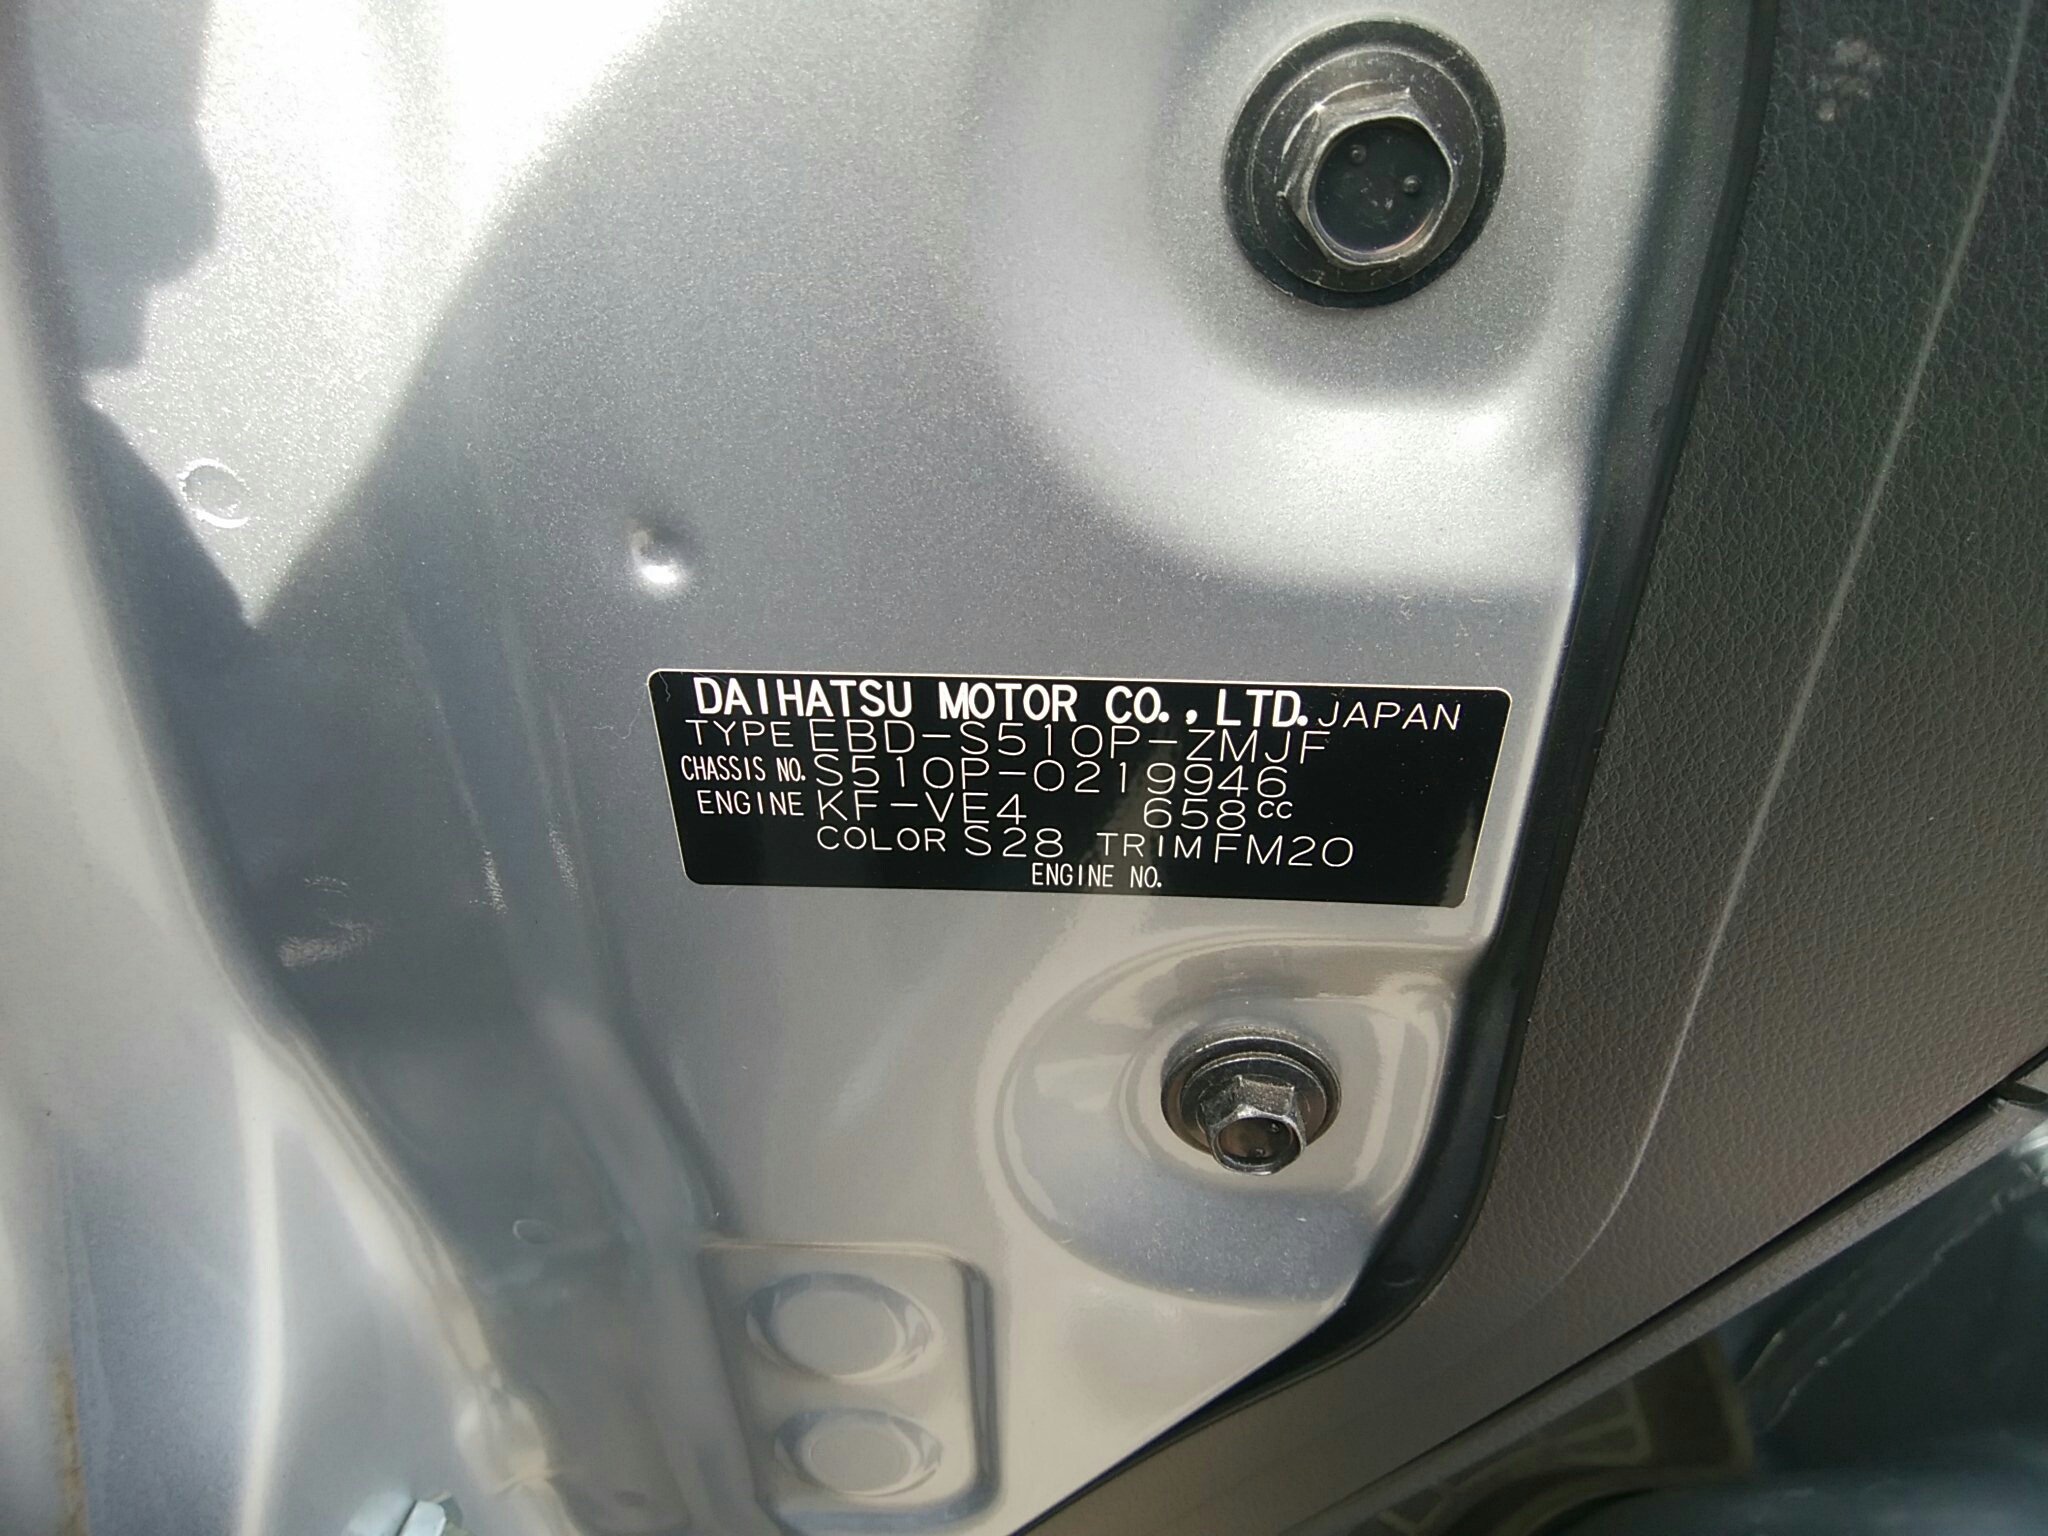 DAIHATSU MOTOR CO., LTD. JAPAN
TYPE EBD-S510P-ZMJF
CHASSIS NO. S510P-0219946
ENGINE KF-VE4 658cc
COLOR S28 TRIM FM20
ENGINE NO.